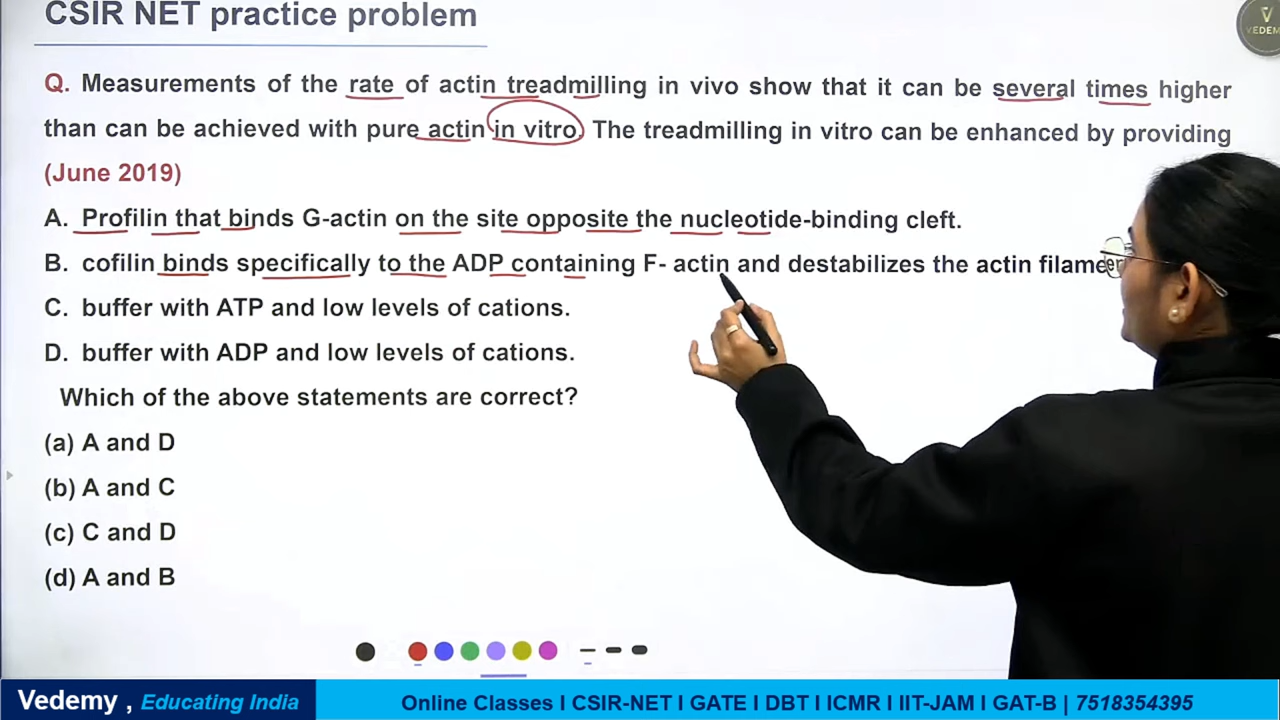 CSIR NET practice problem
V
VEDEM
Q. Measurements of the rate of actin treadmilling in vivo show that it can be several times higher
than can be achieved with pure actin in vitro. The treadmilling in vitro can be enhanced by providing
(June 2019)
A. Profilin that binds G-actin on the site opposite the nucleotide-binding cleft.
B. cofilin binds specifically to the ADP containing F- actin and destabilizes the actin
C. buffer with ATP and low levels of cations.
D. buffer with ADP and low levels of cations.
Which of the above statements are correct?
(a) A and D
(b) A and C
(c) C and D
(d) A and B
Vedemy , Educating India
Online Classes I CSIR-NET I GATE I DBT I ICMR I IIT-JAM I GAT-B | 7518354395